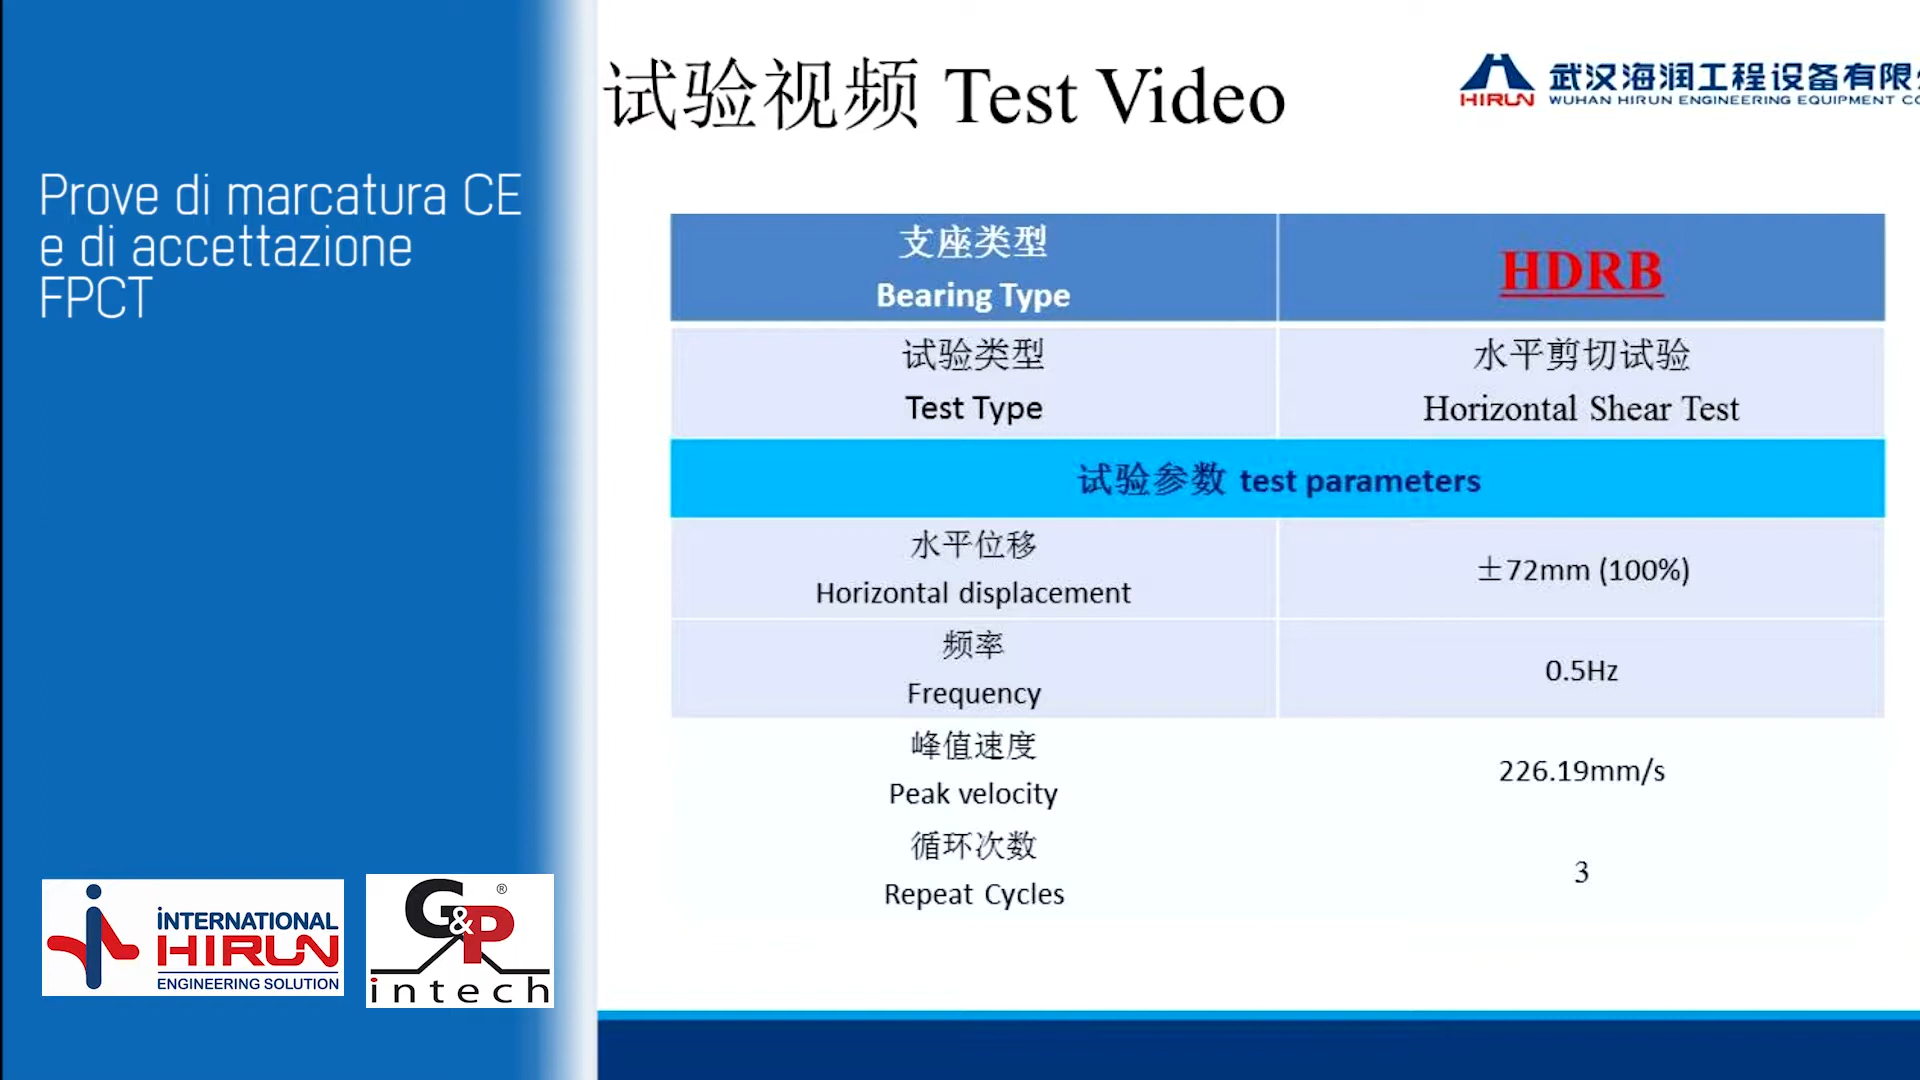 Prove di marcatura CE
e di accettazione
FPCT
试验视频 Test Video
HIRUN
武汉海润工程设备有限
WUHAN HIRUN ENGINEERING EQUIPMENT CO
支座类型
Bearing Type
HDRB
试验类型
Test Type
水平剪切试验
Horizontal Shear Test
试验参数 test parameters
水平位移
Horizontal displacement
±72mm (100%)
频率
Frequency
0.5Hz
峰值速度
Peak velocity
226.19mm/s
循环次数
Repeat Cycles
3
INTERNATIONAL
HIRUN
ENGINEERING SOLUTION
G&P®
intech